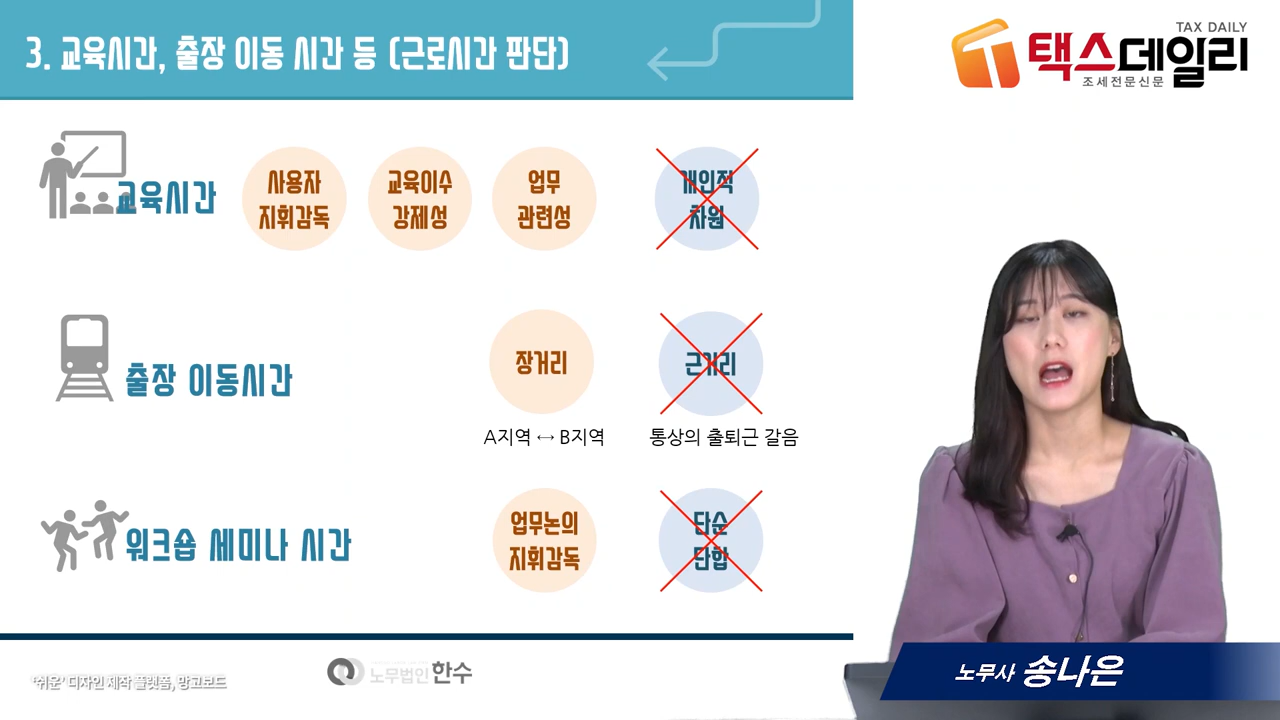 3. 교육시간, 출장 이동 시간 등 (근로시간 판단)
TAX DAILY
택스데일리
조세전문신문
교육시간
사용자
지휘감독
교육이수
강제성
업무
관련성
개인적
차원
출장 이동시간
장거리
근거리
A지역 ↔ B지역
통상의 출퇴근 갈음
워크숍 세미나 시간
업무논의
지휘감독
단순
단합
'쉬운' 디자인 제작 플랫폼, 망고보드
노무법인 한수
노무사 송나은